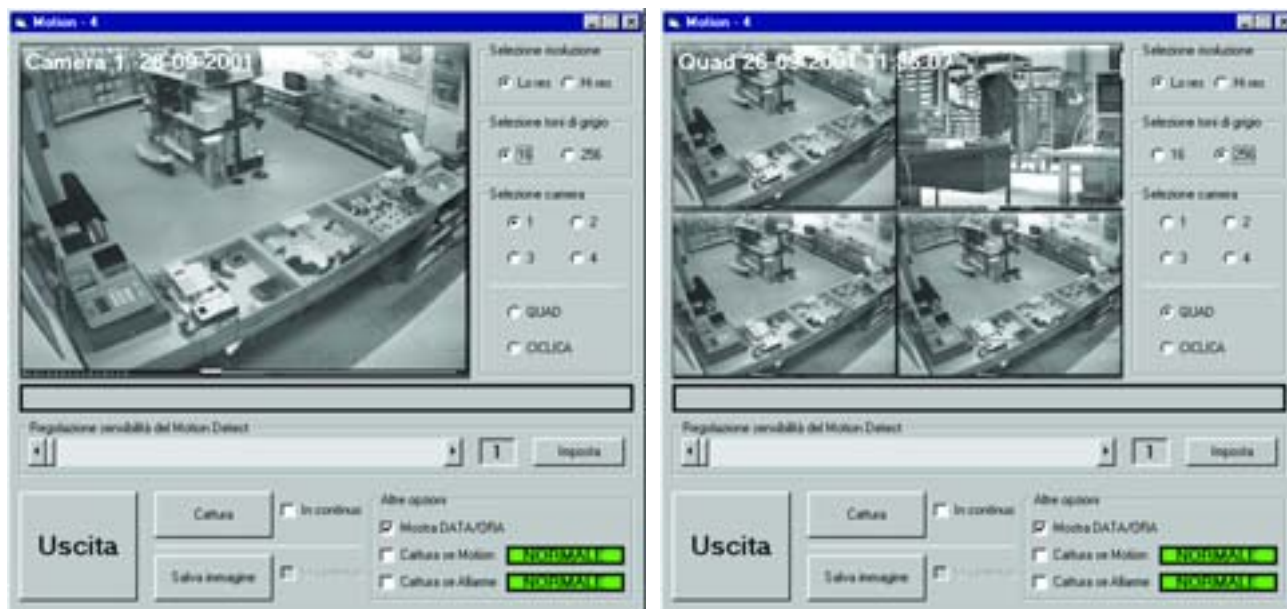 Motion - 4
Camera 1 26-09-2001
Selezione risoluzione
Lo res Hi res
Selezione toni di grigio
16 256
Selezione camera
1 2
3 4
QUAD
CICLICA
Regolazione sensibilità del Motion Detect
1 Imposta
Uscita
Cattura
In continuo
Salva immagine
Altre opzioni
Mostra DATA/ORA
Cattura se Motion NORMALE
Cattura se Allarme NORMALE
Motion - 4
Quad 26-09-2001 11:35:07
Selezione risoluzione
Lo res Hi res
Selezione toni di grigio
16 256
Selezione camera
1 2
3 4
QUAD
CICLICA
Regolazione sensibilità del Motion Detect
1 Imposta
Uscita
Cattura
In continuo
Salva immagine
Altre opzioni
Mostra DATA/ORA
Cattura se Motion NORMALE
Cattura se Allarme NORMALE